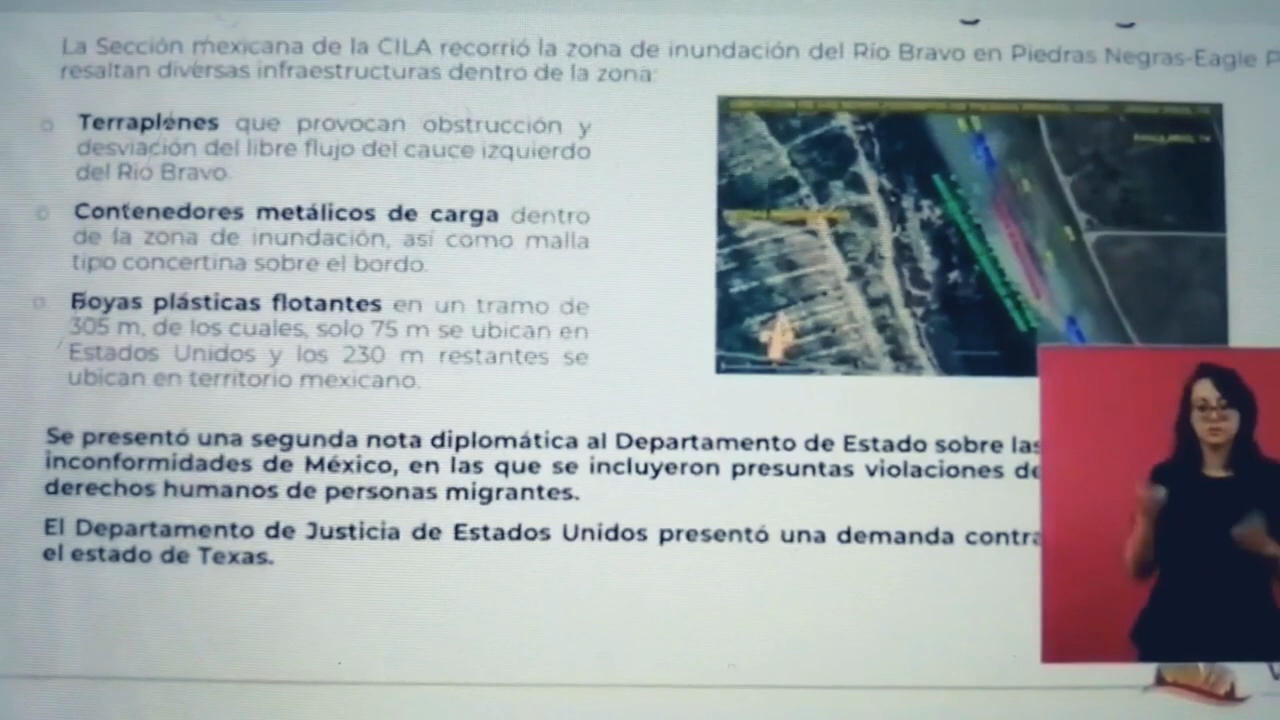 La Sección mexicana de la CILA recorrió la zona de inundación del Río Bravo en Piedras Negras-Eagle P
resaltan diversas infraestructuras dentro de la zona:
Terraplenes que provocan obstrucción y
desviación del libre flujo del cauce izquierdo
del Río Bravo.
Contenedores metálicos de carga dentro
de la zona de inundación, así como malla
tipo concertina sobre el bordo.
Boyas plásticas flotantes en un tramo de
305 m, de los cuales, solo 75 m se ubican en
Estados Unidos y los 230 m restantes se
ubican en territorio mexicano.
Se presentó una segunda nota diplomática al Departamento de Estado sobre las
inconformidades de México, en las que se incluyeron presuntas violaciones de
derechos humanos de personas migrantes.
El Departamento de Justicia de Estados Unidos presentó una demanda contra
el estado de Texas.